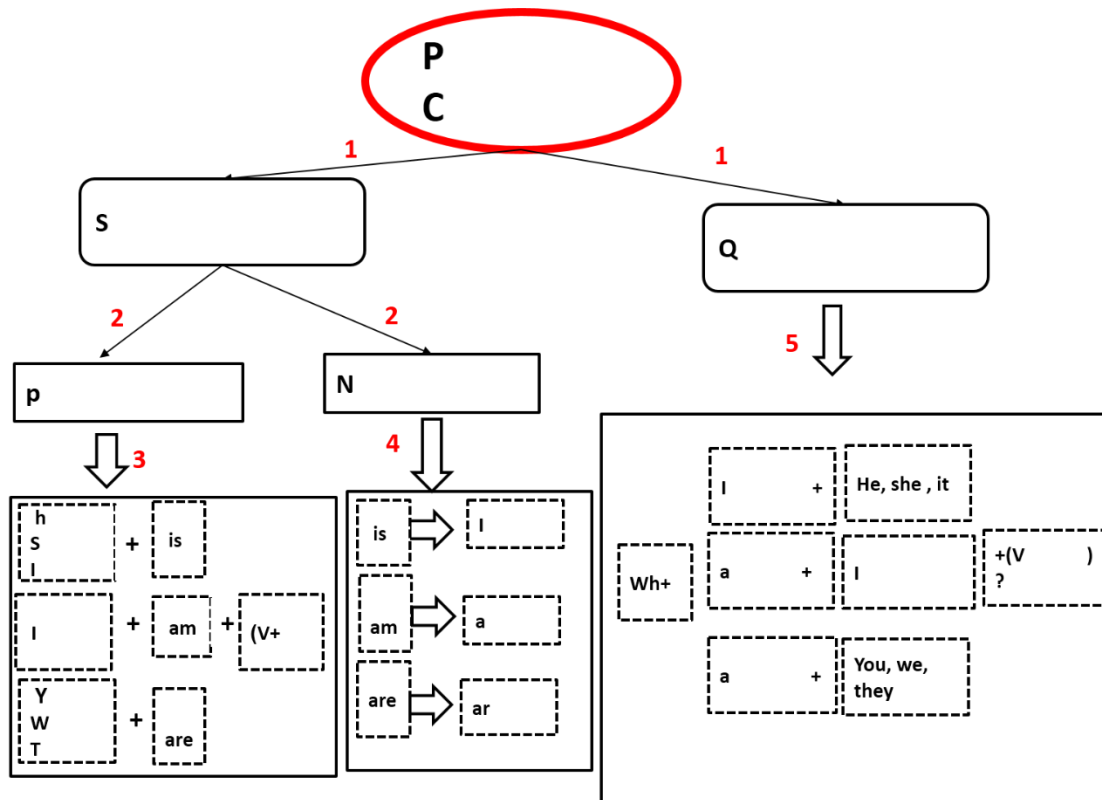 P
C
1
1
S
Q
2
2
5
p
N
3
4
h
S
I
+
is
I
+
am
+
(V+
Y
W
T
+
are
is
I
am
a
are
ar
I +
He, she , it
Wh+
a +
I
+(V )
?
a +
You, we,
they